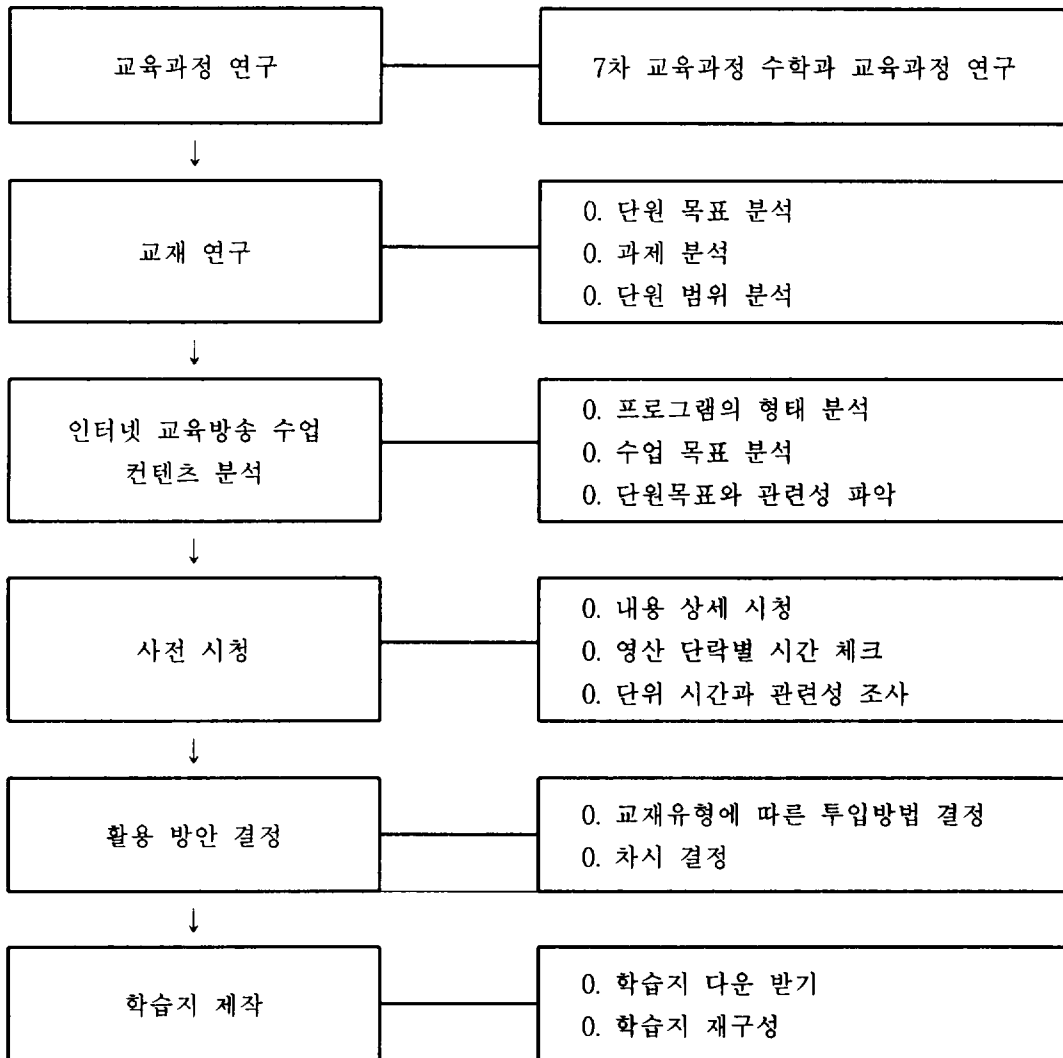 교육과정 연구
7차 교육과정 수학과 교육과정 연구
↓
교재 연구
0. 단원 목표 분석
0. 과제 분석
0. 단원 범위 분석
↓
인터넷 교육방송 수업
컨텐츠 분석
0. 프로그램의 형태 분석
0. 수업 목표 분석
0. 단원목표와 관련성 파악
↓
사전 시청
0. 내용 상세 시청
0. 영산 단락별 시간 체크
0. 단위 시간과 관련성 조사
↓
활용 방안 결정
0. 교재유형에 따른 투입방법 결정
0. 차시 결정
↓
학습지 제작
0. 학습지 다운 받기
0. 학습지 재구성